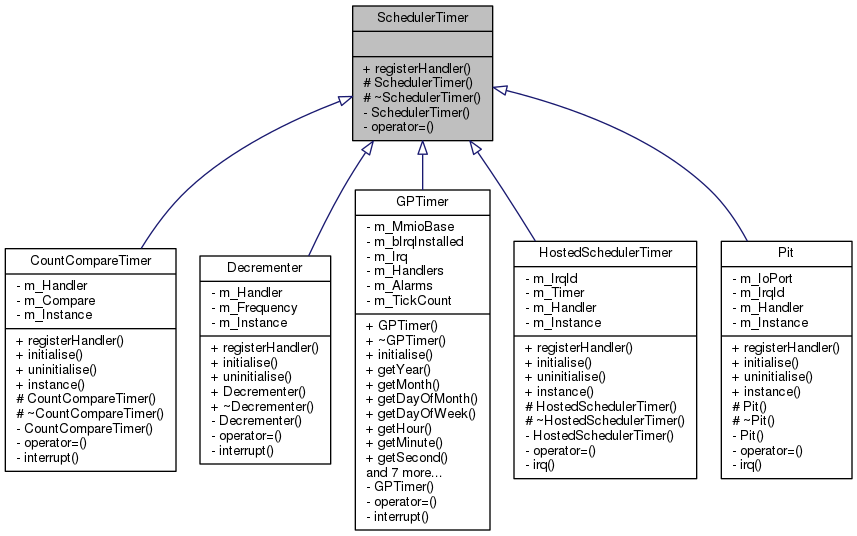 SchedulerTimer
+ registerHandler()
# SchedulerTimer()
# ~SchedulerTimer()
- SchedulerTimer()
- operator=()
CountCompareTimer
- m_Handler
- m_Compare
- m_Instance
+ registerHandler()
+ initialise()
+ uninitialise()
+ instance()
# CountCompareTimer()
# ~CountCompareTimer()
- CountCompareTimer()
- operator=()
- interrupt()
Decrementer
- m_Handler
- m_Frequency
- m_Instance
+ registerHandler()
+ initialise()
+ uninitialise()
+ Decrementer()
+ ~Decrementer()
- Decrementer()
- operator=()
- interrupt()
GPTimer
- m_MmioBase
- m_bIrqInstalled
- m_Irq
- m_Handlers
- m_Alarms
- m_TickCount
+ GPTimer()
+ ~GPTimer()
+ initialise()
+ getYear()
+ getMonth()
+ getDayOfMonth()
+ getDayOfWeek()
+ getHour()
+ getMinute()
+ getSecond()
and 7 more...
- GPTimer()
- operator=()
- interrupt()
HostedSchedulerTimer
- m_IrqId
- m_Timer
- m_Handler
- m_Instance
+ registerHandler()
+ initialise()
+ uninitialise()
+ instance()
# HostedSchedulerTimer()
# ~HostedSchedulerTimer()
- HostedSchedulerTimer()
- operator=()
- irq()
Pit
- m_IoPort
- m_IrqId
- m_Handler
- m_Instance
+ registerHandler()
+ initialise()
+ uninitialise()
+ instance()
# Pit()
# ~Pit()
- Pit()
- operator=()
- irq()